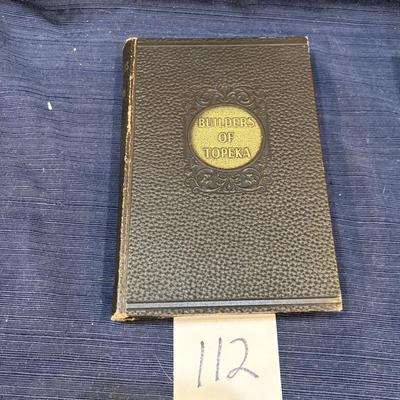 BUILDERS
OF
TOPEKA
112